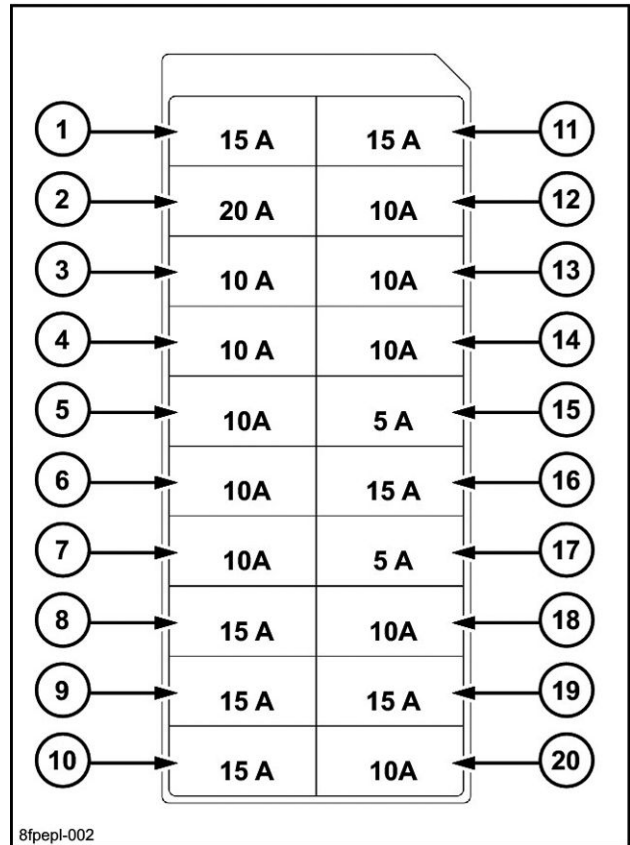 1 15 A 15 A 11
2 20 A 10A 12
3 10 A 10A 13
4 10 A 10A 14
5 10A 5 A 15
6 10A 15 A 16
7 10A 5 A 17
8 15 A 10A 18
9 15 A 15 A 19
10 15 A 10A 20
8fpepl-002